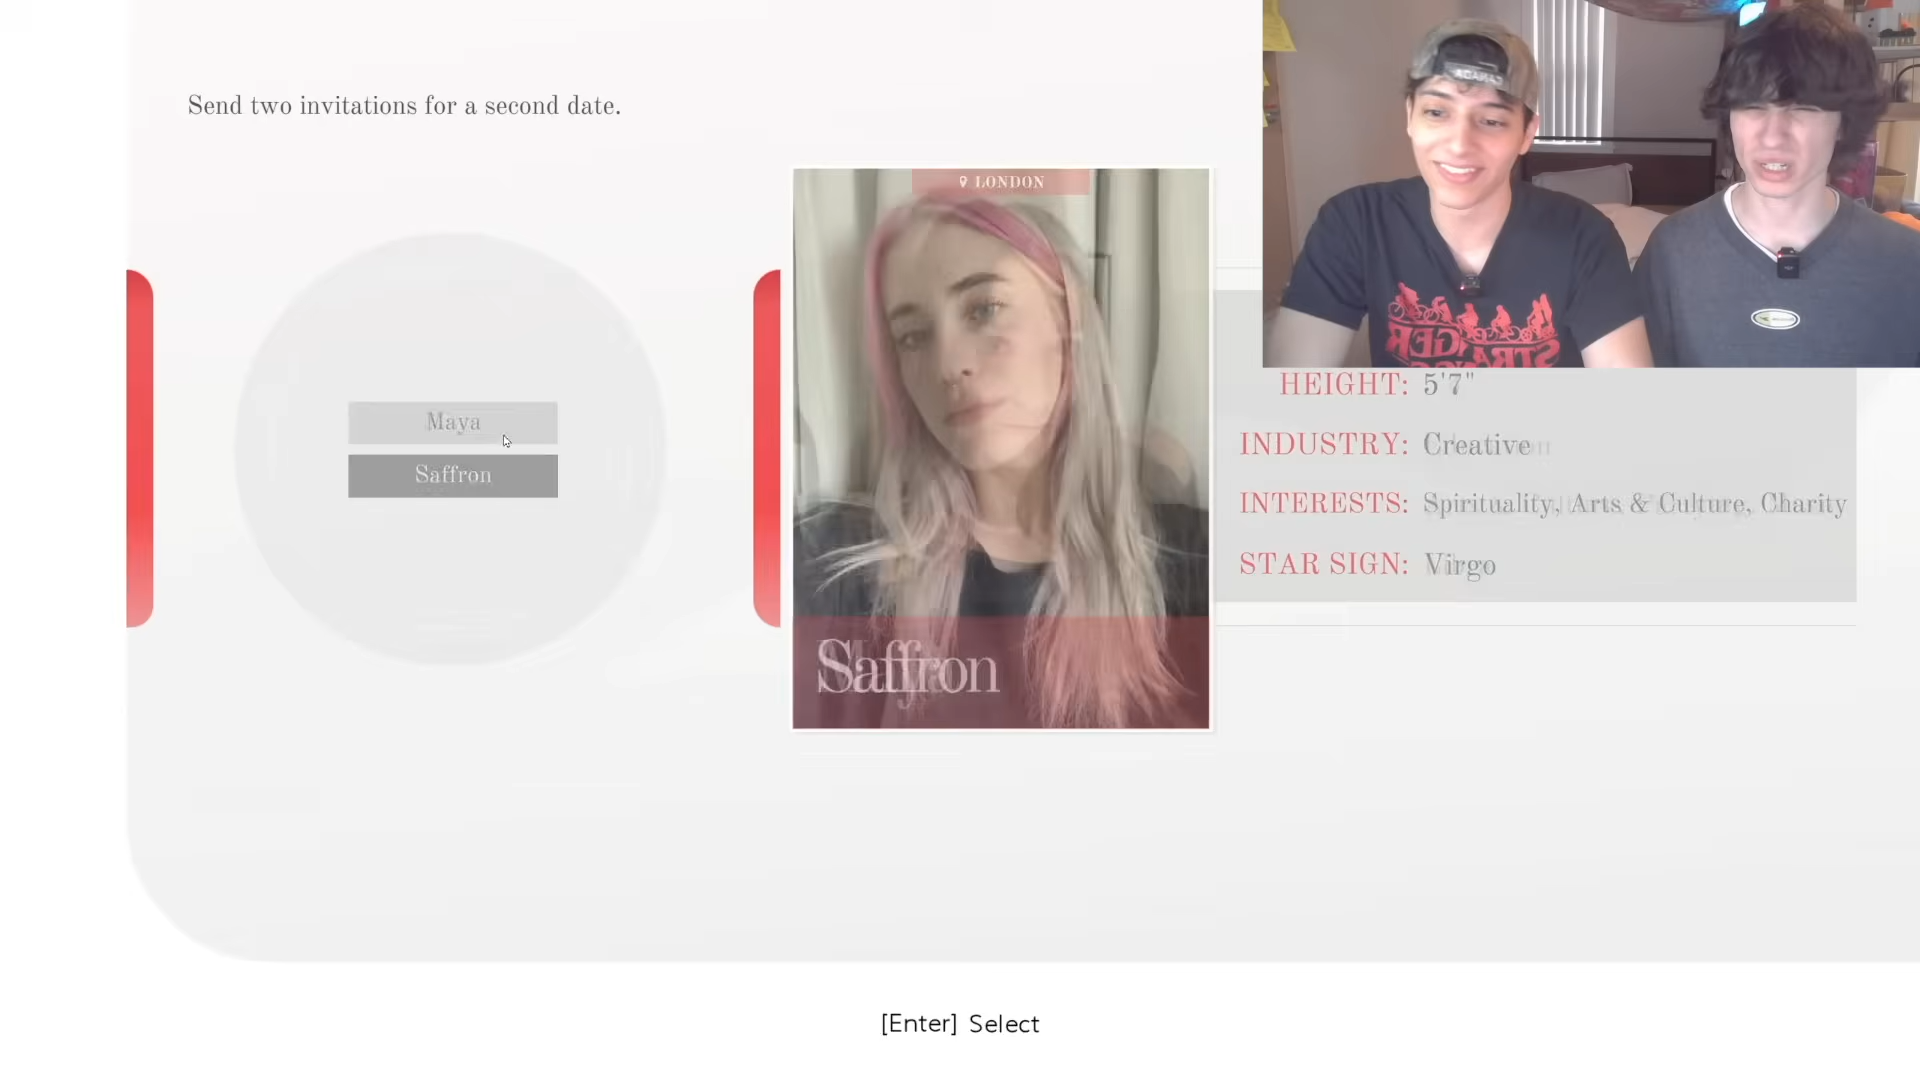 Send two invitations for a second date.
LONDON
Maya
Saffron
Saffron
HEIGHT: 5'7"
INDUSTRY: Creative
INTERESTS: Spirituality, Arts & Culture, Charity
STAR SIGN: Virgo
[Enter] Select